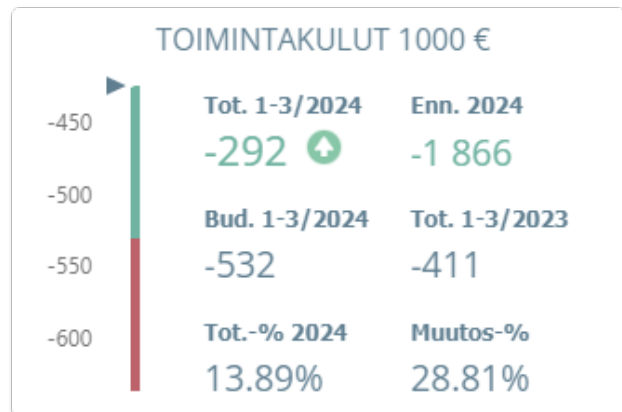 TOIMINTAKULUT 1000 €
-450
-500
-550
-600
Tot. 1-3/2024 Enn. 2024
-292 -1 866
Bud. 1-3/2024 Tot. 1-3/2023
-532 -411
Tot.-% 2024 Muutos-%
13.89% 28.81%